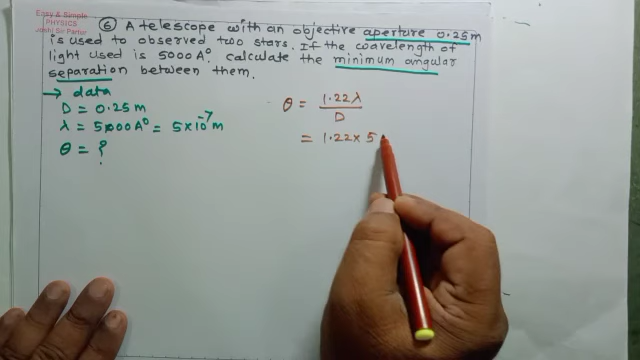 Easy & Simple
PHYSICS
Joshi Sir Parbor
⑥ A telescope with an objective aperture 0.25m
is used to observed two stars. If the wavelength of
light used is 5000 A°. calculate the minimum angular
separation between them.
→ data
D = 0.25 m
λ = 5000 A° = 5×10⁻⁷ m
θ = ?
θ = 1.22λ / D
= 1.22 × 5